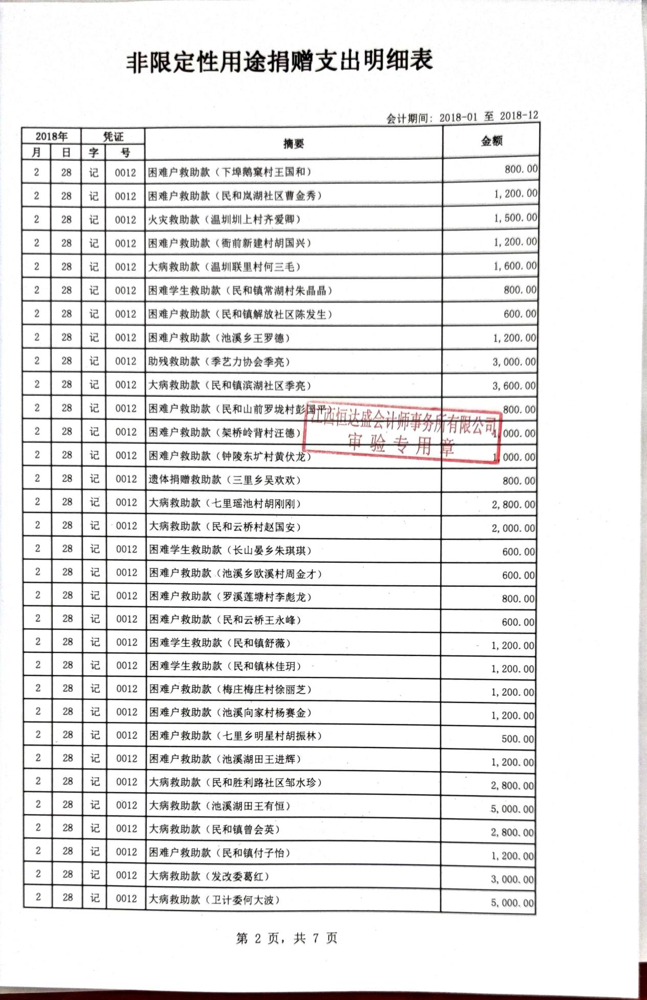 非限定性用途捐赠支出明细表
会计期间: 2018-01 至 2018-12
2018年 凭证 摘要 金额
月 日 字 号
2 28 记 0012 困难户救助款（下埠鹅窠村王国和） 800.00
2 28 记 0012 困难户救助款（民和岚湖社区曹金秀） 1,200.00
2 28 记 0012 火灾救助款（温圳圳上村齐爱卿） 1,500.00
2 28 记 0012 困难户救助款（衙前新建村胡国兴） 1,200.00
2 28 记 0012 大病救助款（温圳联里村何三毛） 1,600.00
2 28 记 0012 困难学生救助款（民和镇常湖村朱晶晶） 800.00
2 28 记 0012 困难户救助款（民和镇解放社区陈发生） 600.00
2 28 记 0012 困难户救助款（池溪乡王罗德） 1,200.00
2 28 记 0012 助残救助款（季艺力协会季亮） 3,000.00
2 28 记 0012 大病救助款（民和镇滨湖社区季亮） 3,600.00
2 28 记 0012 困难户救助款（民和山前罗垅村彭国平） 800.00
江西恒达盛会计师事务所有限公司
2 28 记 0012 困难户救助款（架桥岭背村汪德） 1,000.00
审验专用章
2 28 记 0012 困难户救助款（钟陵东圹村黄伏龙） 1,000.00
2 28 记 0012 遗体捐赠救助款（三里乡吴欢欢） 800.00
2 28 记 0012 大病救助款（七里瑶池村胡刚刚） 2,800.00
2 28 记 0012 大病救助款（民和云桥村赵国安） 2,000.00
2 28 记 0012 困难学生救助款（长山晏乡朱琪琪） 600.00
2 28 记 0012 困难户救助款（池溪乡欧溪村周金才） 600.00
2 28 记 0012 困难户救助款（罗溪莲塘村李彪龙） 800.00
2 28 记 0012 困难户救助款（民和云桥王永峰） 600.00
2 28 记 0012 困难学生救助款（民和镇舒薇） 1,200.00
2 28 记 0012 困难学生救助款（民和镇林佳玥） 1,200.00
2 28 记 0012 困难户救助款（梅庄梅庄村徐丽芝） 1,200.00
2 28 记 0012 困难户救助款（池溪向家村杨赛金） 1,200.00
2 28 记 0012 困难户救助款（七里乡明星村胡振林） 500.00
2 28 记 0012 困难户救助款（池溪湖田王进辉） 1,200.00
2 28 记 0012 大病救助款（民和胜利路社区邹水珍） 2,800.00
2 28 记 0012 大病救助款（池溪湖田王有恒） 5,000.00
2 28 记 0012 大病救助款（民和镇曾会英） 2,800.00
2 28 记 0012 困难户救助款（民和镇付子怡） 1,200.00
2 28 记 0012 大病救助款（发改委葛红） 3,000.00
2 28 记 0012 大病救助款（卫计委何大波） 5,000.00
第 2 页，共 7 页